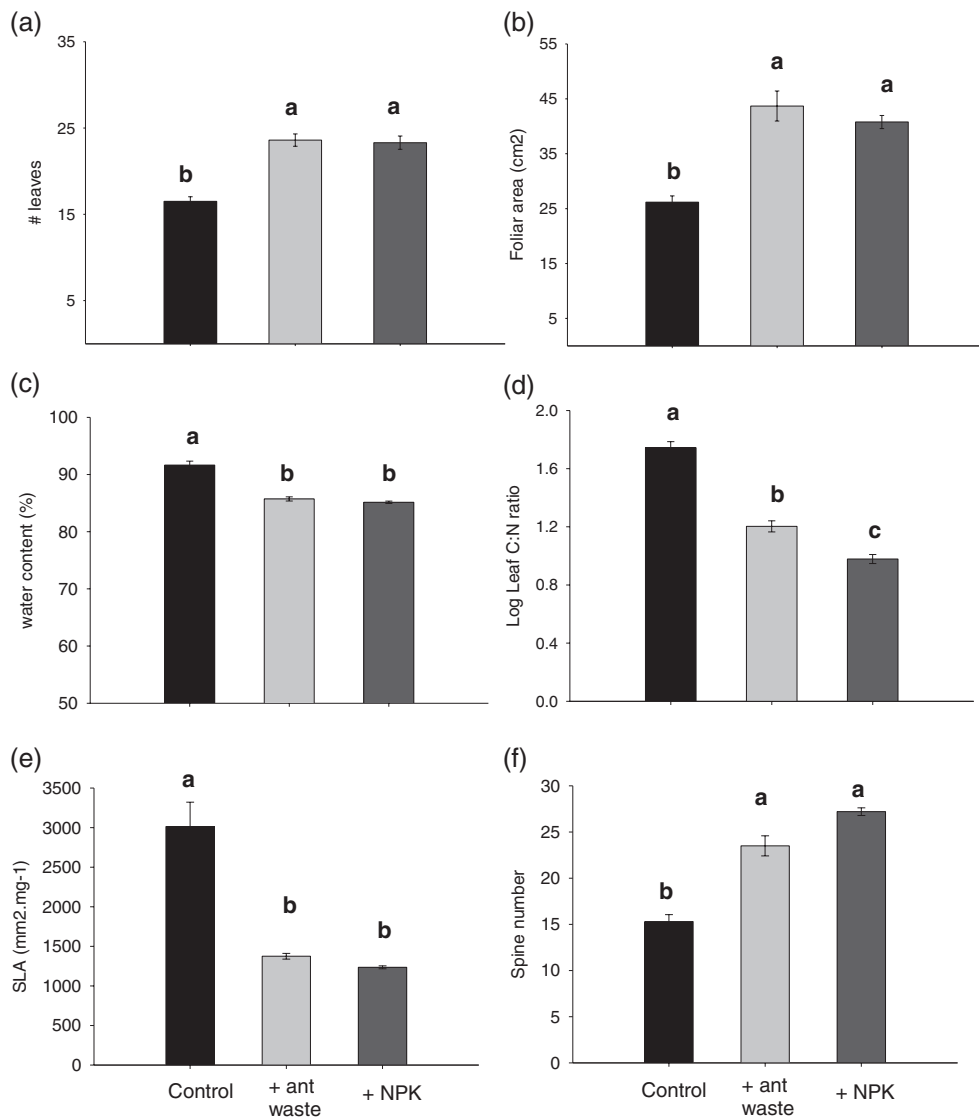 (a)
35
25
15
5
# leaves
b
a
a
(b)
55
45
35
25
15
5
Foliar area (cm2)
b
a
a
(c)
100
90
80
70
60
50
water content (%)
a
b
b
(d)
2.0
1.6
1.2
0.8
0.4
0.0
Log Leaf C:N ratio
a
b
c
(e)
3500
3000
2500
2000
1500
1000
500
0
SLA (mm2.mg-1)
a
b
b
Control
+ ant
waste
+ NPK
(f)
30
25
20
15
10
5
0
Spine number
b
a
a
Control
+ ant
waste
+ NPK